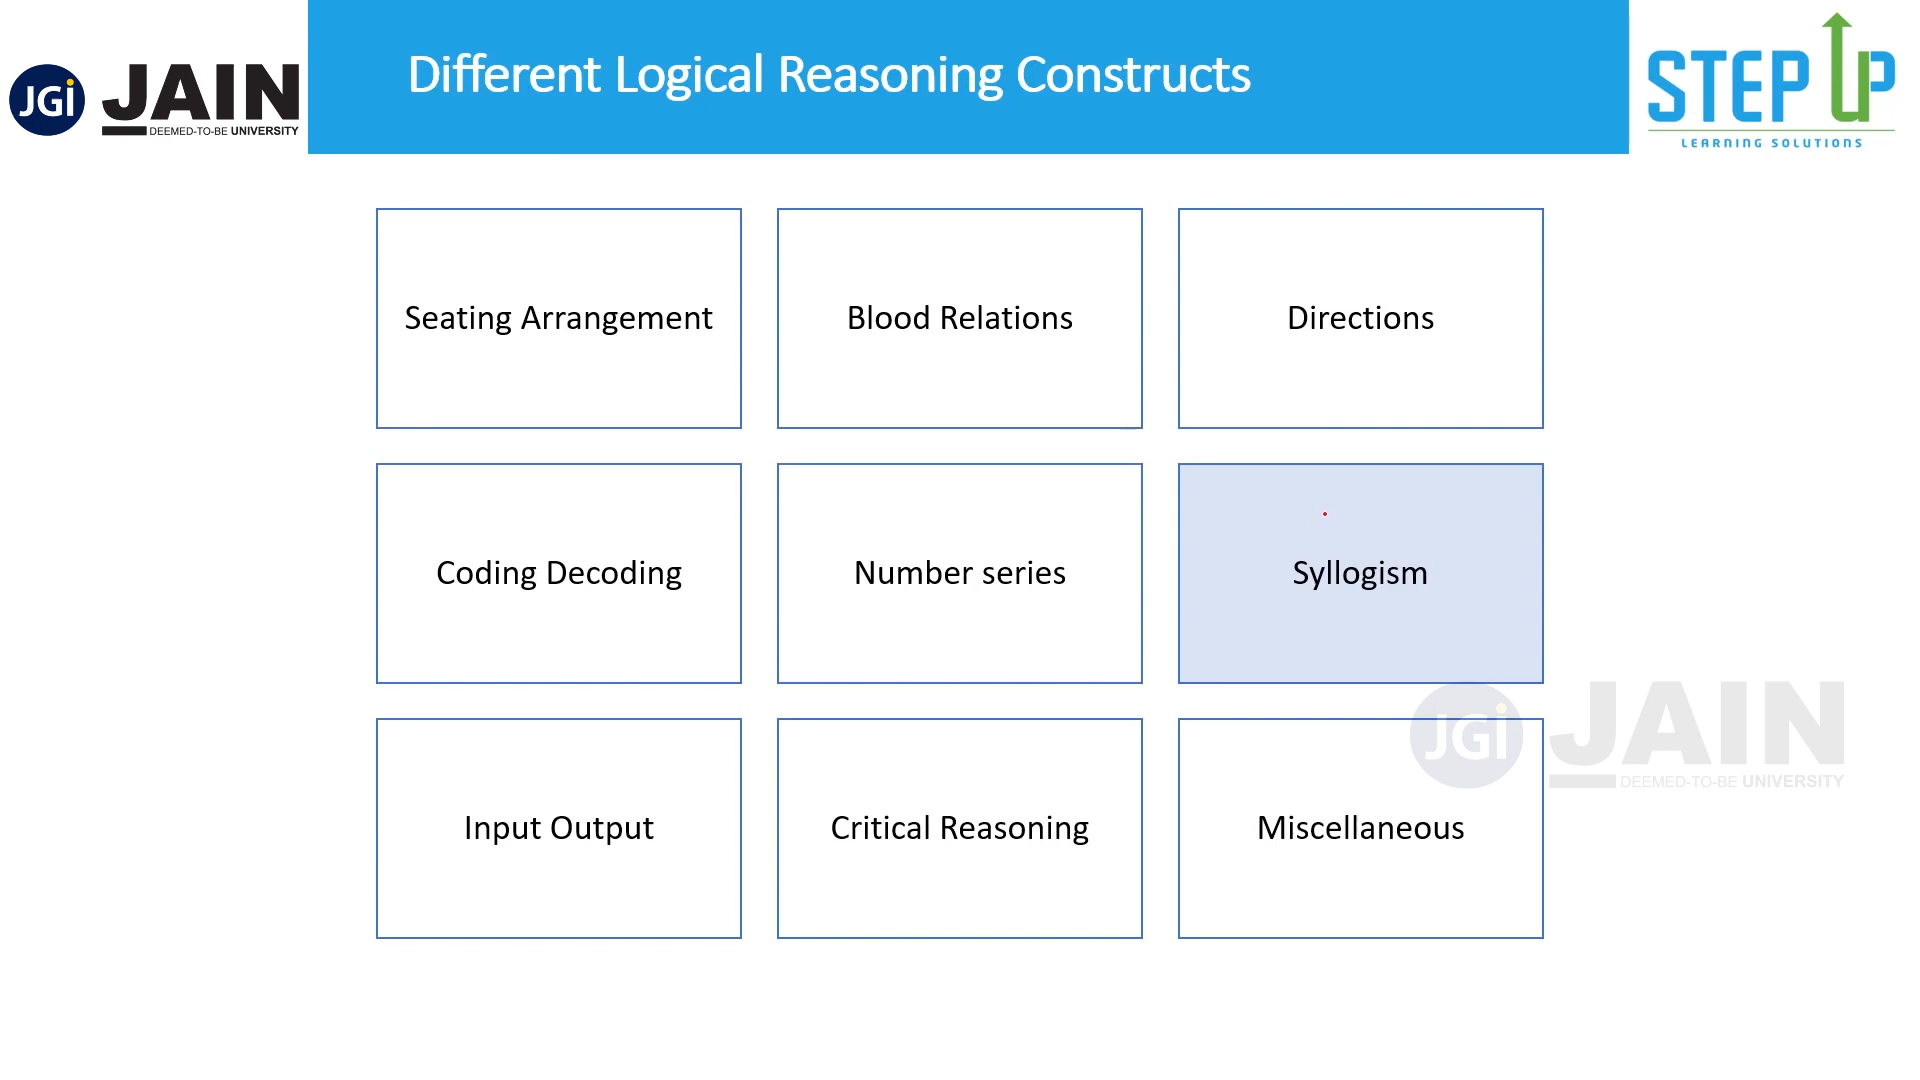 JGi JAIN
DEEMED-TO-BE UNIVERSITY
Different Logical Reasoning Constructs
STEP UP
LEARNING SOLUTIONS
Seating Arrangement
Blood Relations
Directions
Coding Decoding
Number series
Syllogism
Input Output
Critical Reasoning
Miscellaneous
JGi JAIN
DEEMED-TO-BE UNIVERSITY